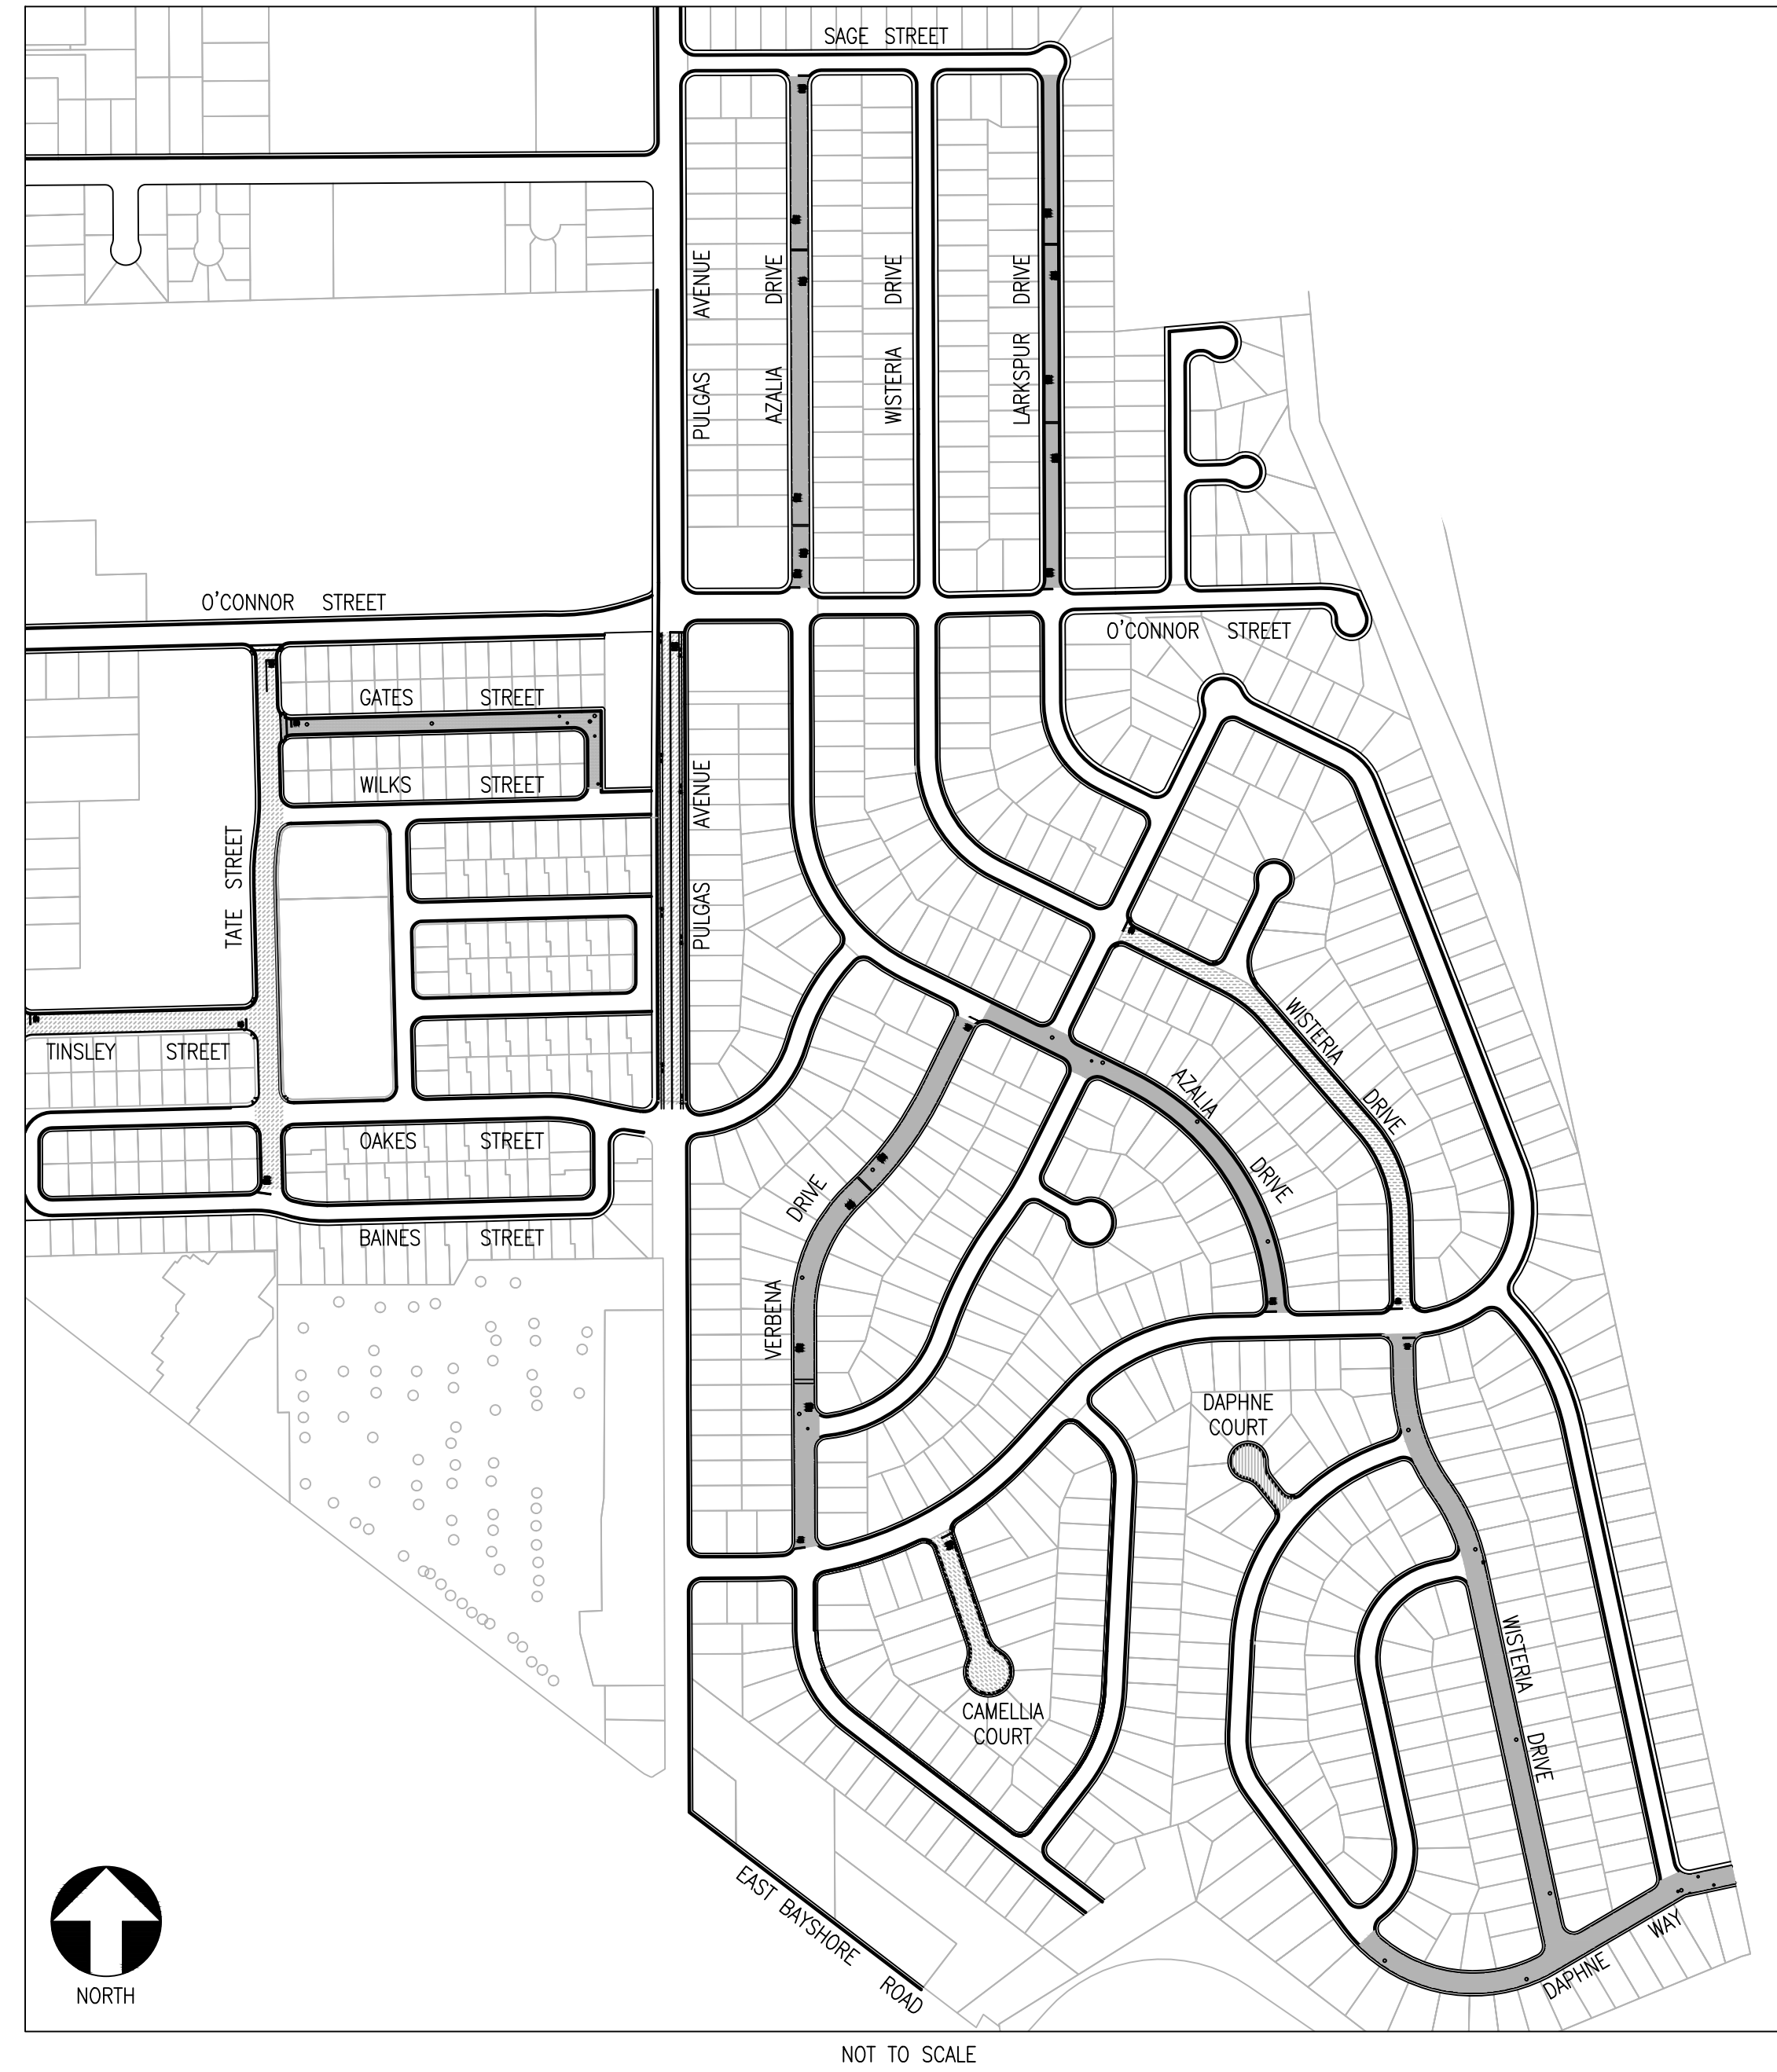 SAGE STREET
PULGAS AVENUE
AZALIA DRIVE
WISTERIA DRIVE
LARKSPUR DRIVE
O'CONNOR STREET
O'CONNOR STREET
GATES STREET
WILKS STREET
TATE STREET
PULGAS AVENUE
TINSLEY STREET
WISTERIA DRIVE
AZALIA DRIVE
OAKES STREET
BAINES STREET
VERBENA DRIVE
DAPHNE
COURT
WISTERIA DRIVE
CAMELLIA
COURT
EAST BAYSHORE ROAD
DAPHNE WAY
NORTH
NOT TO SCALE